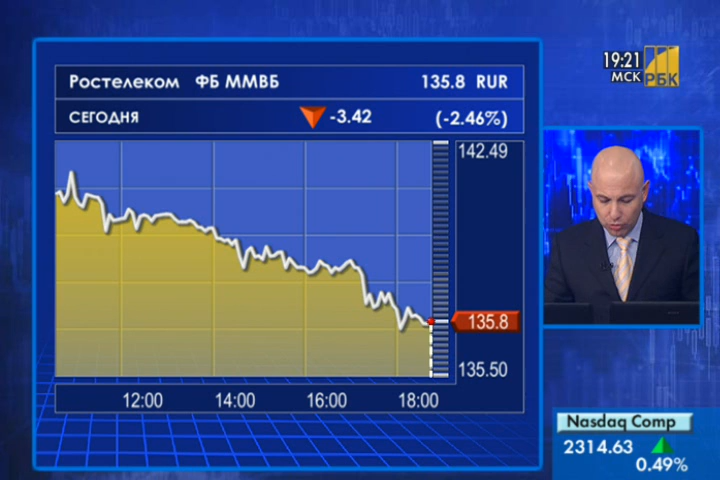 Ростелеком ФБ ММВБ 135.8 RUR
СЕГОДНЯ -3.42 (-2.46%)
142.49
135.8
135.50
12:00 14:00 16:00 18:00
19:21
МСК
РБК
Nasdaq Comp
2314.63
0.49%